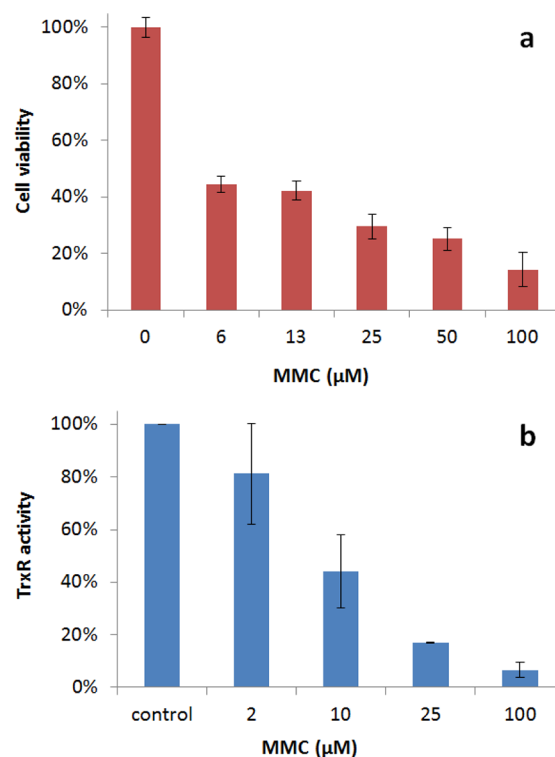 a
Cell viability
100%
80%
60%
40%
20%
0%
0 6 13 25 50 100
MMC (µM)
b
TrxR activity
100%
80%
60%
40%
20%
0%
control 2 10 25 100
MMC (µM)